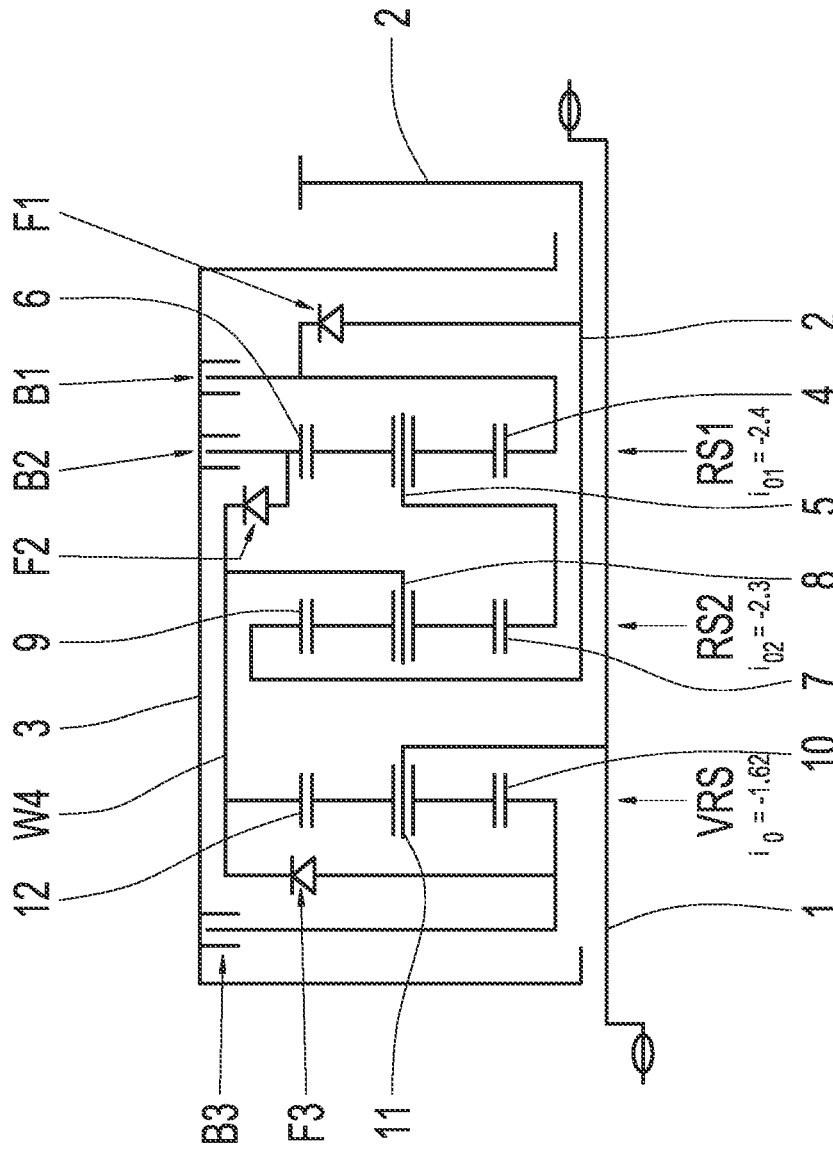 12 W4 3 9 F2 B2 B1 6 F1
B3
F3
11
2
VRS RS2 RS1
i₀ = -1.62 i₀₂ = -2.3 i₀₁ = -2.4
1 10 7 8 5 4 2